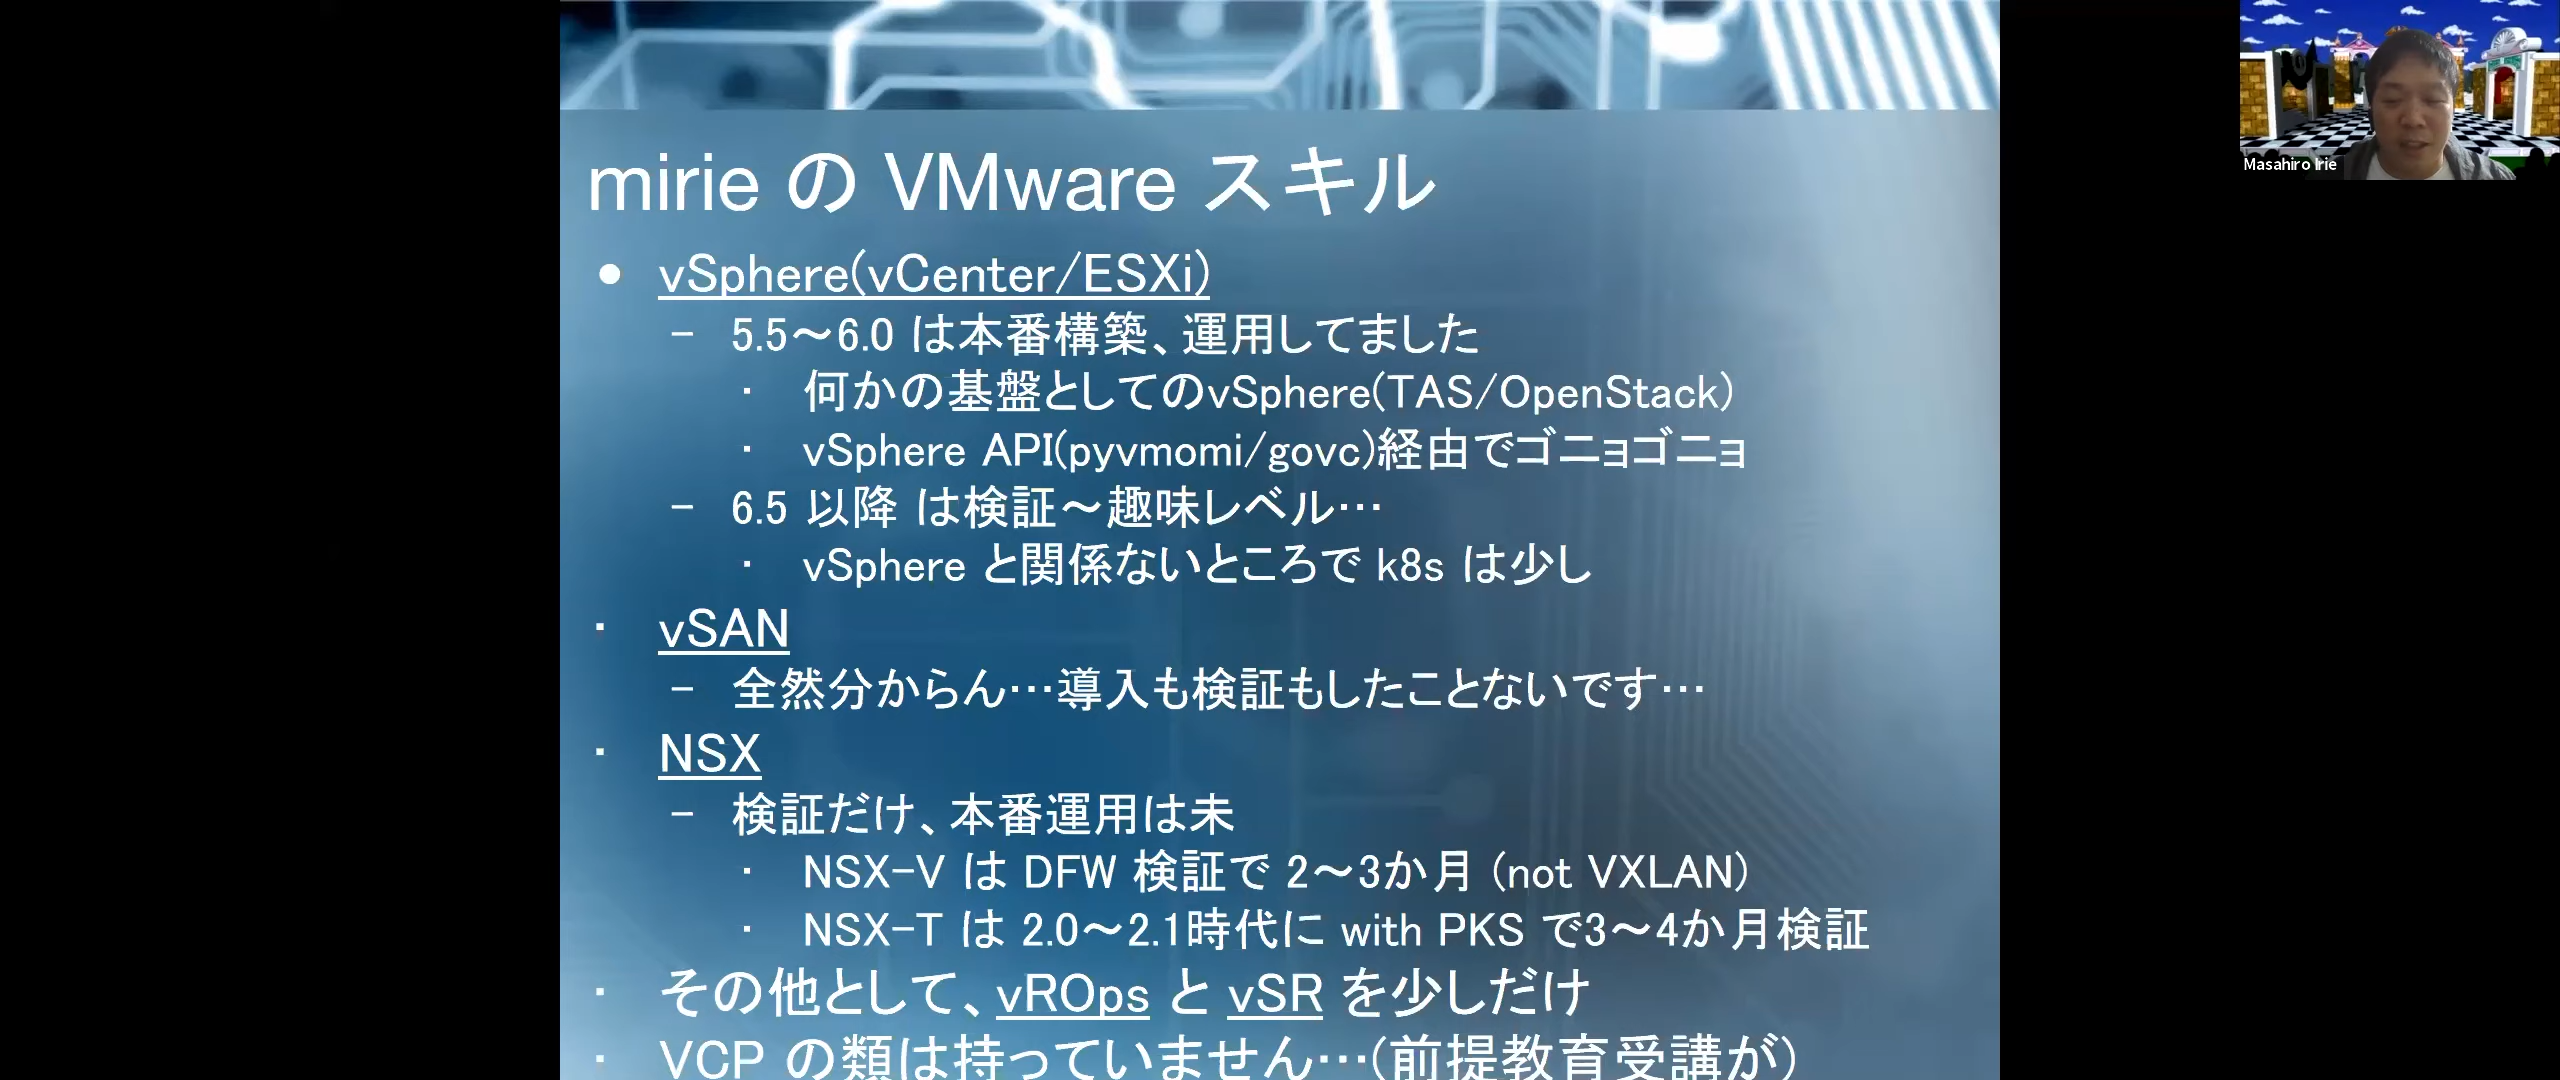 mirie の VMware スキル
● vSphere(vCenter/ESXi)
– 5.5～6.0 は本番構築、運用してました
・ 何かの基盤としてのvSphere(TAS/OpenStack)
・ vSphere API(pyvmomi/govc)経由でゴニョゴニョ
– 6.5 以降 は検証～趣味レベル…
・ vSphere と関係ないところで k8s は少し
・ vSAN
– 全然分からん…導入も検証もしたことないです…
・ NSX
– 検証だけ、本番運用は未
・ NSX-V は DFW 検証で 2～3か月 (not VXLAN)
・ NSX-T は 2.0～2.1時代に with PKS で3～4か月検証
・ その他として、vROps と vSR を少しだけ
・ VCP の類は持っていません…(前提教育受講が)
Masahiro Irie